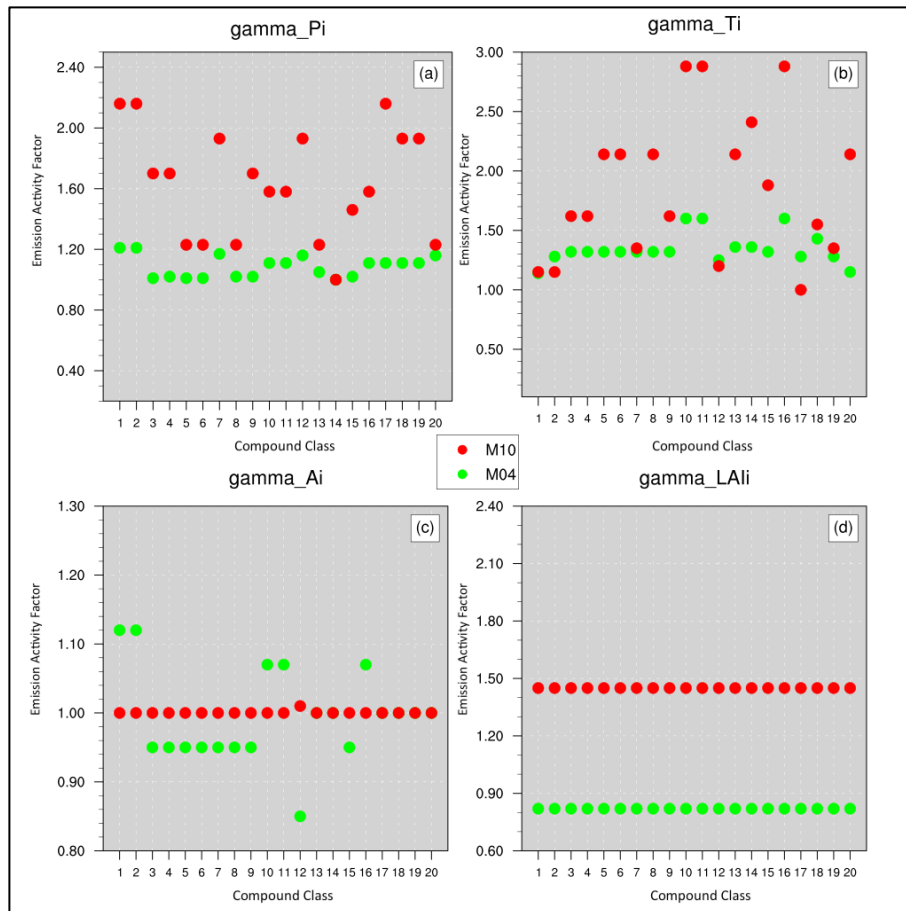 gamma_Pi
(a)
Emission Activity Factor
2.40
2.00
1.60
1.20
0.80
0.40
1 2 3 4 5 6 7 8 9 10 11 12 13 14 15 16 17 18 19 20
Compound Class
gamma_Ti
(b)
Emission Activity Factor
3.00
2.50
2.00
1.50
1.00
0.50
1 2 3 4 5 6 7 8 9 10 11 12 13 14 15 16 17 18 19 20
Compound Class
M10
M04
gamma_Ai
(c)
Emission Activity Factor
1.30
1.20
1.10
1.00
0.90
0.80
1 2 3 4 5 6 7 8 9 10 11 12 13 14 15 16 17 18 19 20
Compound Class
gamma_LAIi
(d)
Emission Activity Factor
2.40
2.10
1.80
1.50
1.20
0.90
0.60
1 2 3 4 5 6 7 8 9 10 11 12 13 14 15 16 17 18 19 20
Compound Class